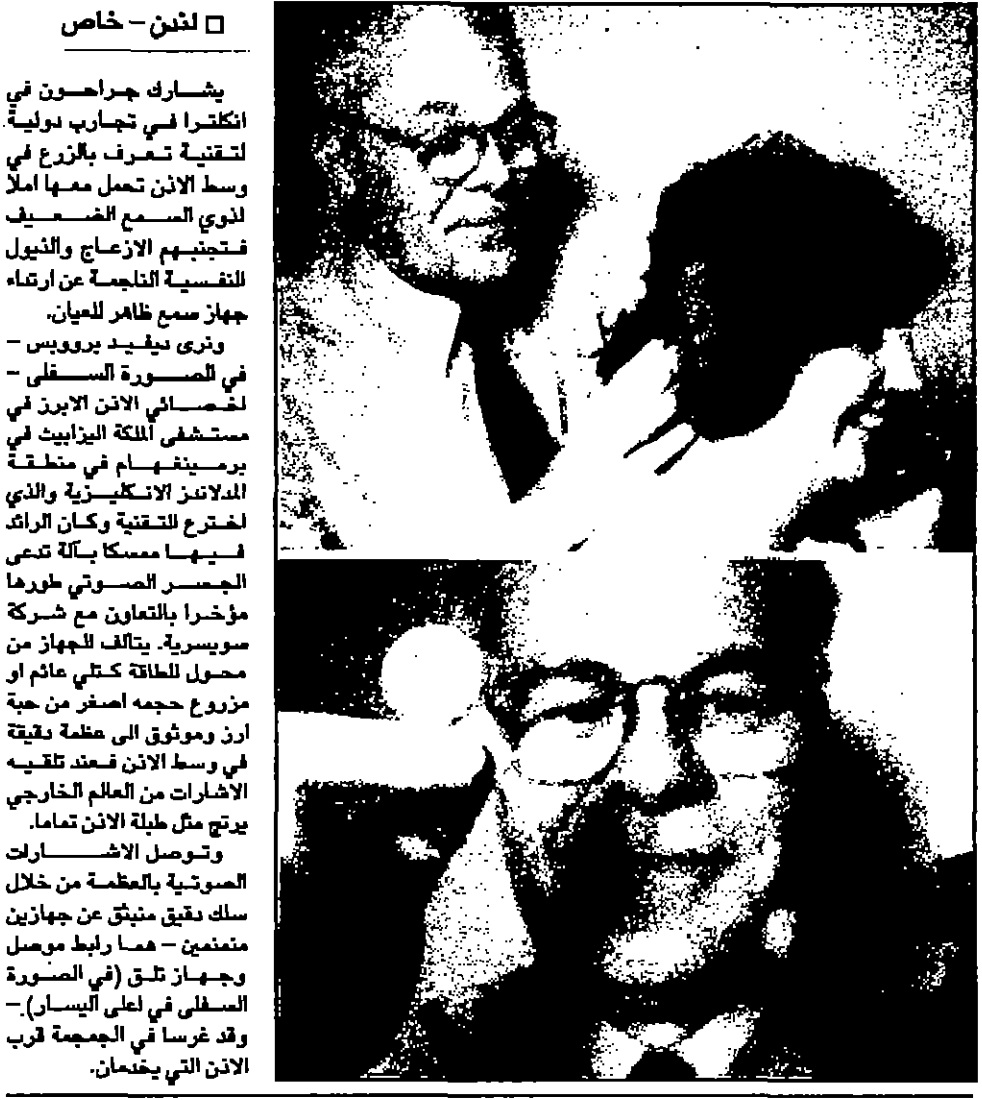 □ لندن – خاص
يشارك جراحون في
انكلترا في تجارب دولية
لتقنية تعرف بالزرع في
وسط الاذن تحمل معها املا
لذوي السمع الضعيف
فتجنبهم الازعاج والذيول
النفسية الناجمة عن ارتداء
جهاز سمع ظاهر للعيان.
ونرى ديفيد برووبس –
في الصورة السفلى –
اخصائي الاذن الابرز في
مستشفى الملكة اليزابيث في
برمينغهام في منطقة
المدلاندز الانكليزية والذي
اخترع التقنية وكان الرائد
فيها ممسكا بآلة تدعى
الجسر الصوتي طورها
مؤخرا بالتعاون مع شركة
سويسرية. يتألف الجهاز من
محول للطاقة كتلي عائم او
مزروع حجمه اصغر من حبة
ارز وموثوق الى عظمة دقيقة
في وسط الاذن فعند تلقيه
الاشارات من العالم الخارجي
يرتج مثل طبلة الاذن تماما.
وتوصل الاشارات
الصوتية بالعظمة من خلال
سلك دقيق منبثق عن جهازين
منمنمين – هما رابط موصل
وجهاز تلق (في الصورة
السفلى في اعلى اليسار) –
وقد غرسا في الجمجمة قرب
الاذن التي يخدمان.